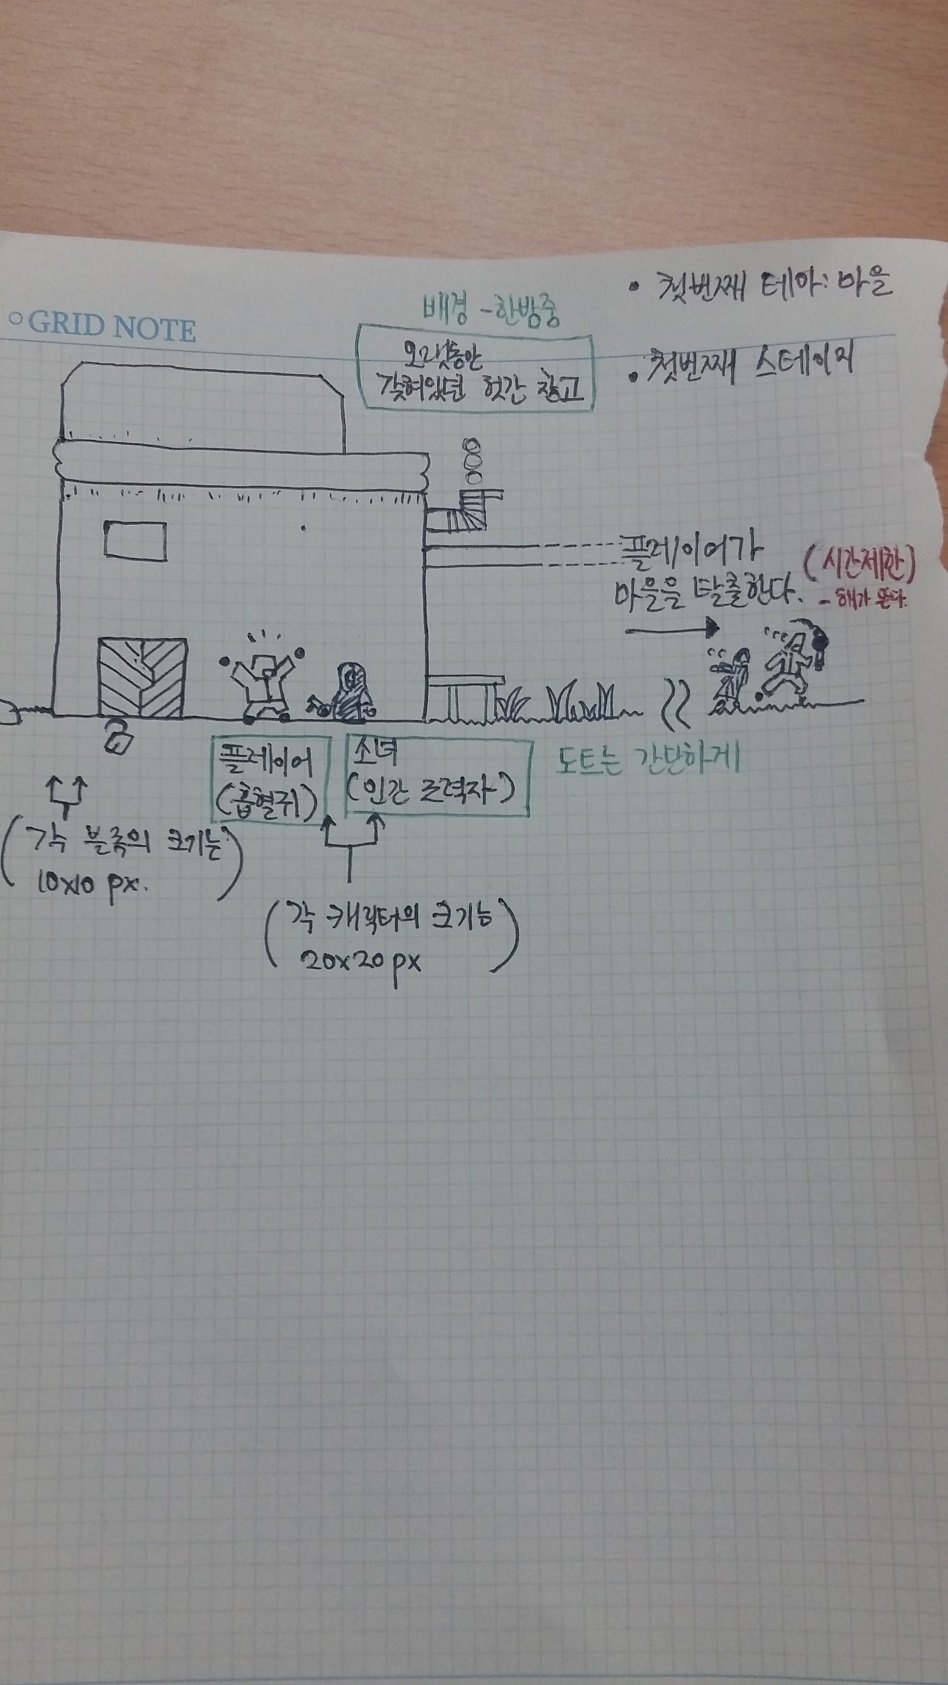 GRID NOTE
• 첫번째 테마: 마을
배경 - 한밤중
오랫동안
갖혀있던 헛간 창고
• 첫번째 스테이지
플레이어가
마을을 탈출한다.
(시간제한)
- 해가 뜬다.
플레이어
(흡혈귀)
소녀
(인간 조력자)
도트는 간단하게
(각 블록의 크기는
10x10 px.)
(각 캐릭터의 크기는
20x20 px)